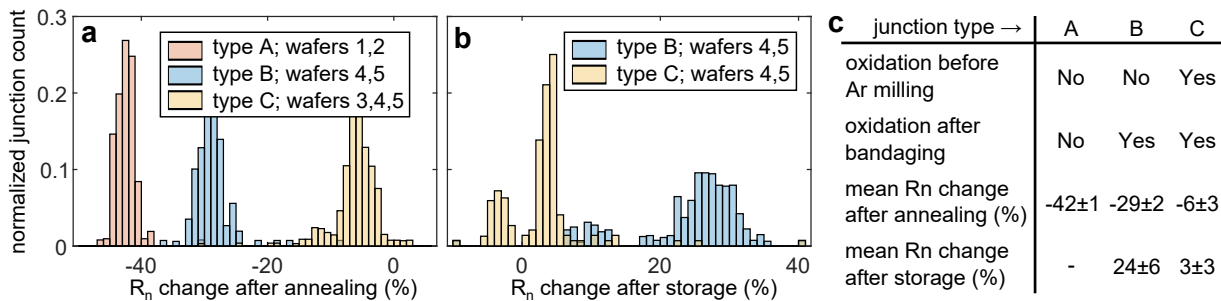 a
normalized junction count
0.3
0.2
0.1
0
type A; wafers 1,2
type B; wafers 4,5
type C; wafers 3,4,5
-40
-20
0
Rn change after annealing (%)
b
type B; wafers 4,5
type C; wafers 4,5
0
20
40
Rn change after storage (%)
c
junction type → A B C
oxidation before
Ar milling No No Yes
oxidation after
bandaging No Yes Yes
mean Rn change
after annealing (%) -42±1 -29±2 -6±3
mean Rn change
after storage (%) - 24±6 3±3